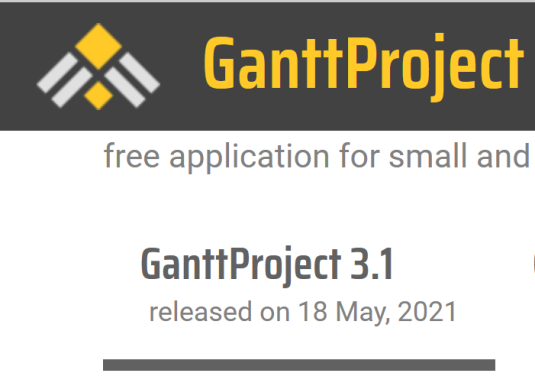 GanttProject
free application for small and
GanttProject 3.1
released on 18 May, 2021